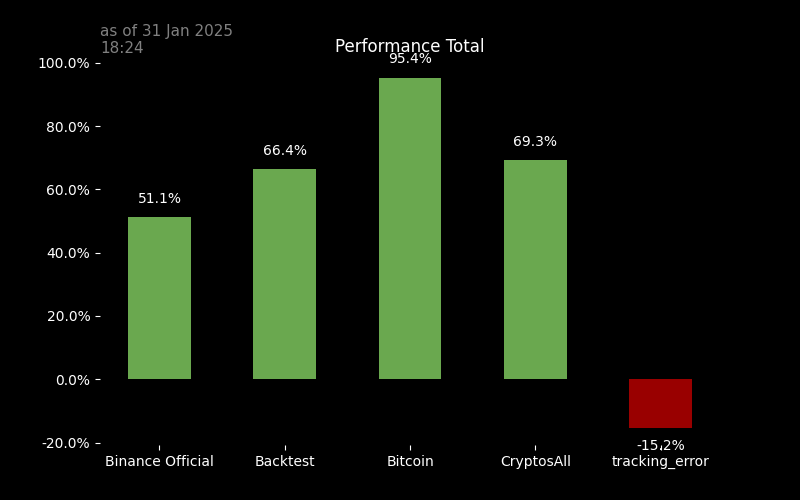 as of 31 Jan 2025
18:24
Performance Total
100.0%
80.0%
60.0%
40.0%
20.0%
0.0%
-20.0%
51.1%
66.4%
95.4%
69.3%
-15.2%
Binance Official
Backtest
Bitcoin
CryptosAll
tracking_error